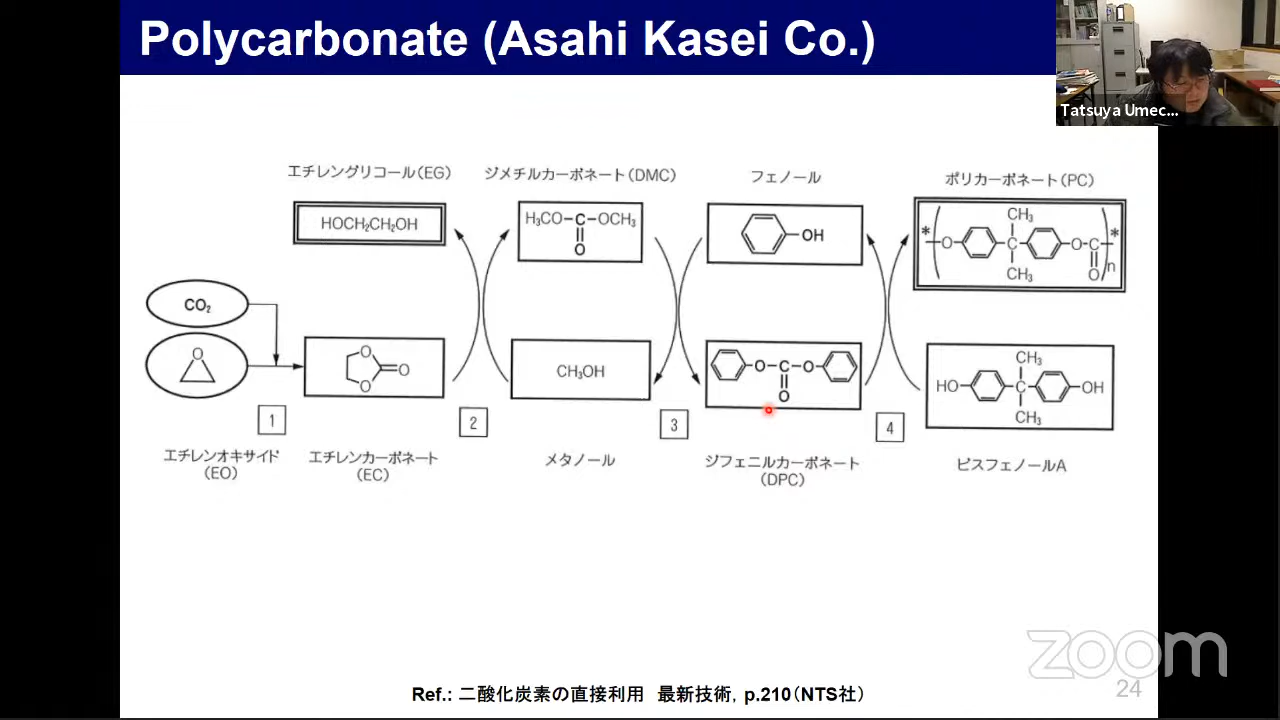 Polycarbonate (Asahi Kasei Co.)
Tatsuya Umec...
エチレングリコール(EG)
ジメチルカーボネート(DMC)
フェノール
ポリカーボネート(PC)
HOCH₂CH₂OH
H₃CO-C-OCH₃
O
OH
CH₃
* O C O C * 
CH₃ O n
CO₂
O
O
O
O
CH₃OH
O C O
O
CH₃
HO C OH
CH₃
1
2
3
4
エチレンオキサイド
(EO)
エチレンカーボネート
(EC)
メタノール
ジフェニルカーボネート
(DPC)
ビスフェノールA
zoom
24
Ref.: 二酸化炭素の直接利用 最新技術, p.210(NTS社)